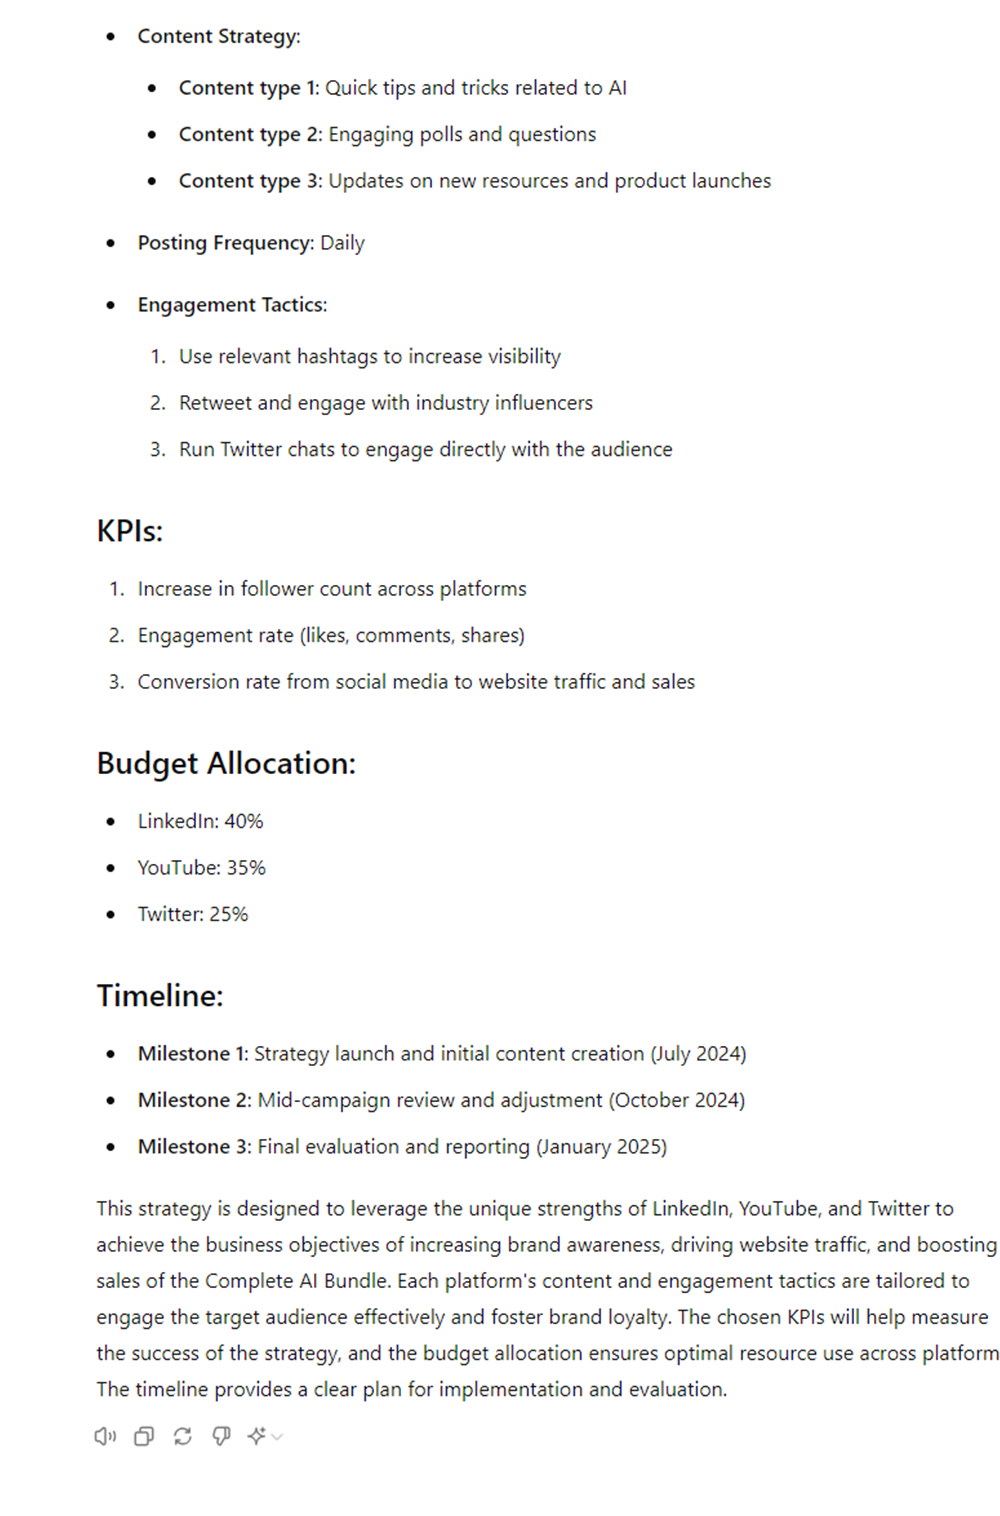 Content Strategy:
Content type 1: Quick tips and tricks related to AI
Content type 2: Engaging polls and questions
Content type 3: Updates on new resources and product launches
Posting Frequency: Daily
Engagement Tactics:
1. Use relevant hashtags to increase visibility
2. Retweet and engage with industry influencers
3. Run Twitter chats to engage directly with the audience
KPIs:
1. Increase in follower count across platforms
2. Engagement rate (likes, comments, shares)
3. Conversion rate from social media to website traffic and sales
Budget Allocation:
LinkedIn: 40%
YouTube: 35%
Twitter: 25%
Timeline:
Milestone 1: Strategy launch and initial content creation (July 2024)
Milestone 2: Mid-campaign review and adjustment (October 2024)
Milestone 3: Final evaluation and reporting (January 2025)
This strategy is designed to leverage the unique strengths of LinkedIn, YouTube, and Twitter to
achieve the business objectives of increasing brand awareness, driving website traffic, and boosting
sales of the Complete AI Bundle. Each platform's content and engagement tactics are tailored to
engage the target audience effectively and foster brand loyalty. The chosen KPIs will help measure
the success of the strategy, and the budget allocation ensures optimal resource use across platform
The timeline provides a clear plan for implementation and evaluation.